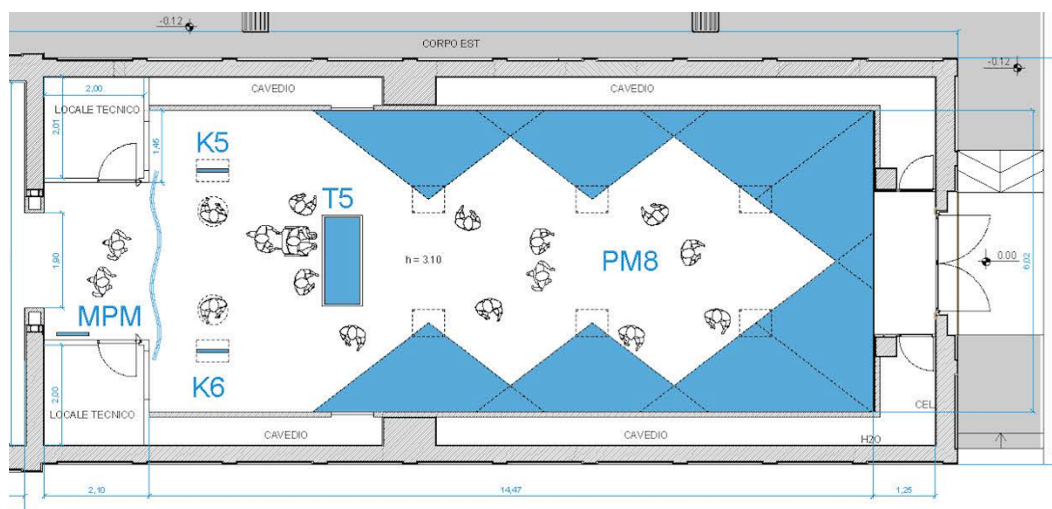 -0.12
CORPO EST
-0.12
2,00
CAVEDIO
CAVEDIO
LOCALE TECNICO
2,01
1,45
K5
T5
1,90
h = 3.10
PM8
0.00
6,02
MPM
K6
2,00
LOCALE TECNICO
CEL
CAVEDIO
CAVEDIO
H2O
2,10
14,47
1,25